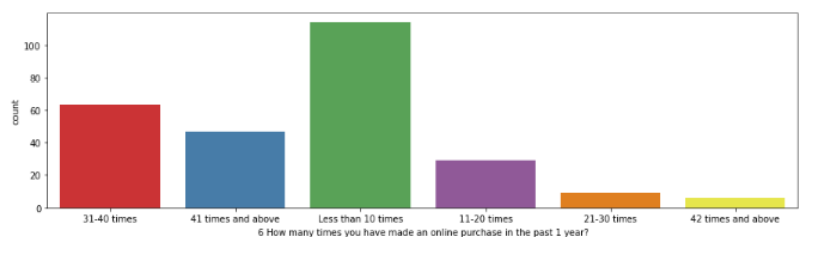 100
80
60
40
20
0
count
31-40 times 41 times and above Less than 10 times 11-20 times 21-30 times 42 times and above
6 How many times you have made an online purchase in the past 1 year?